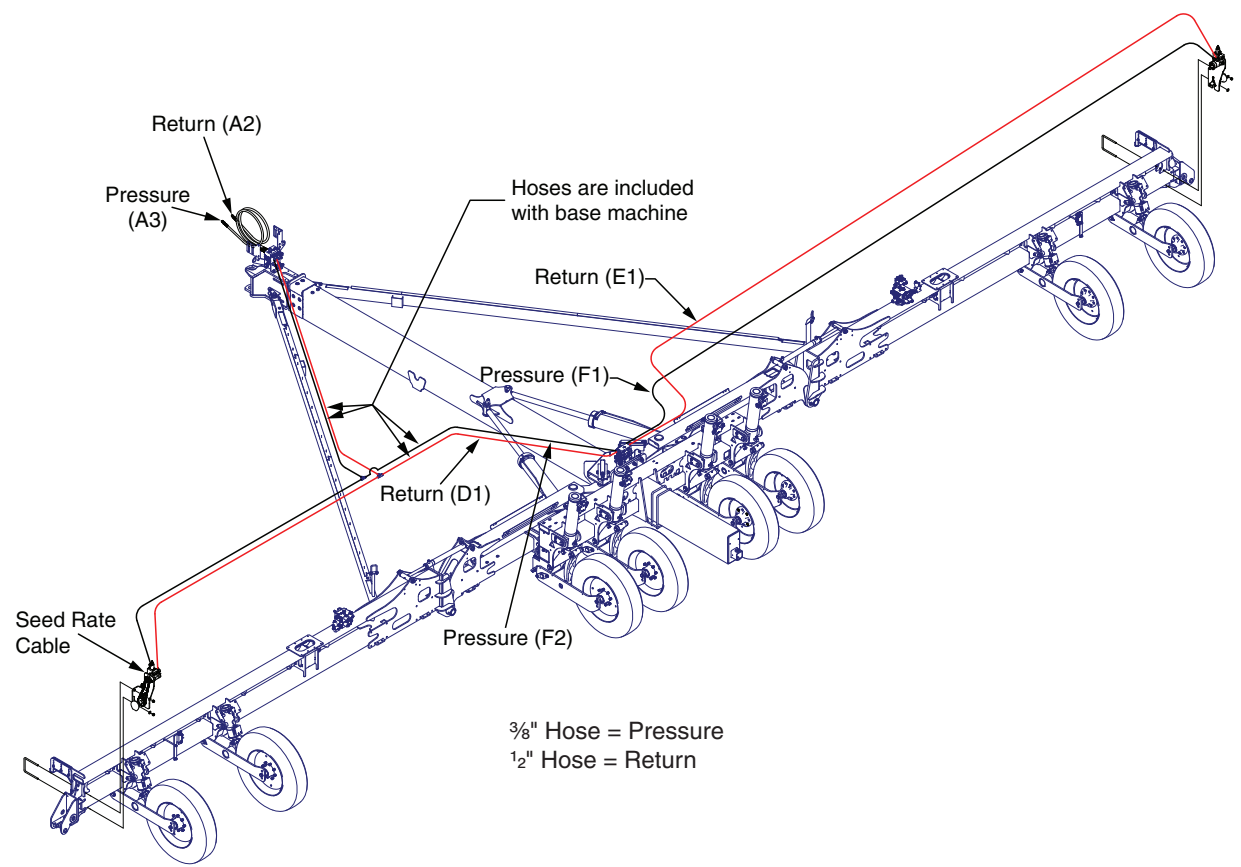 Return (A2)
Pressure
(A3)
Hoses are included
with base machine
Return (E1)
Pressure (F1)
Return (D1)
Seed Rate
Cable
Pressure (F2)
⅜" Hose = Pressure
½" Hose = Return